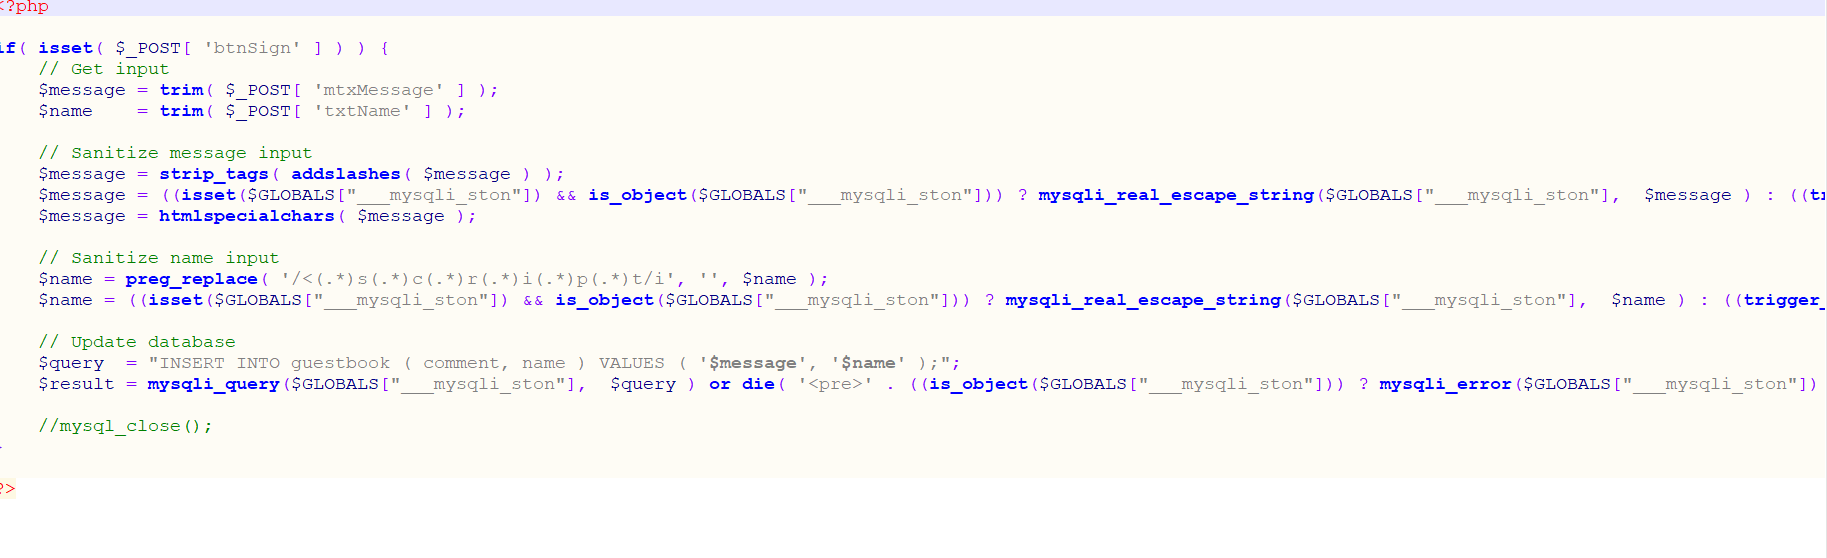 <?php
if( isset( $_POST[ 'btnSign' ] ) ) {
// Get input
$message = trim( $_POST[ 'mtxMessage' ] );
$name = trim( $_POST[ 'txtName' ] );
// Sanitize message input
$message = strip_tags( addslashes( $message ) );
$message = ((isset($GLOBALS["___mysqli_ston"]) && is_object($GLOBALS["___mysqli_ston"])) ? mysqli_real_escape_string($GLOBALS["___mysqli_ston"], $message ) : ((tr
$message = htmlspecialchars( $message );
// Sanitize name input
$name = preg_replace( '/<(.*)s(.*)c(.*)r(.*)i(.*)p(.*)t/i', '', $name );
$name = ((isset($GLOBALS["___mysqli_ston"]) && is_object($GLOBALS["___mysqli_ston"])) ? mysqli_real_escape_string($GLOBALS["___mysqli_ston"], $name ) : ((trigger_
// Update database
$query = "INSERT INTO guestbook ( comment, name ) VALUES ( '$message', '$name' );";
$result = mysqli_query($GLOBALS["___mysqli_ston"], $query ) or die( '<pre>' . ((is_object($GLOBALS["___mysqli_ston"])) ? mysqli_error($GLOBALS["___mysqli_ston"])
//mysql_close();
?>